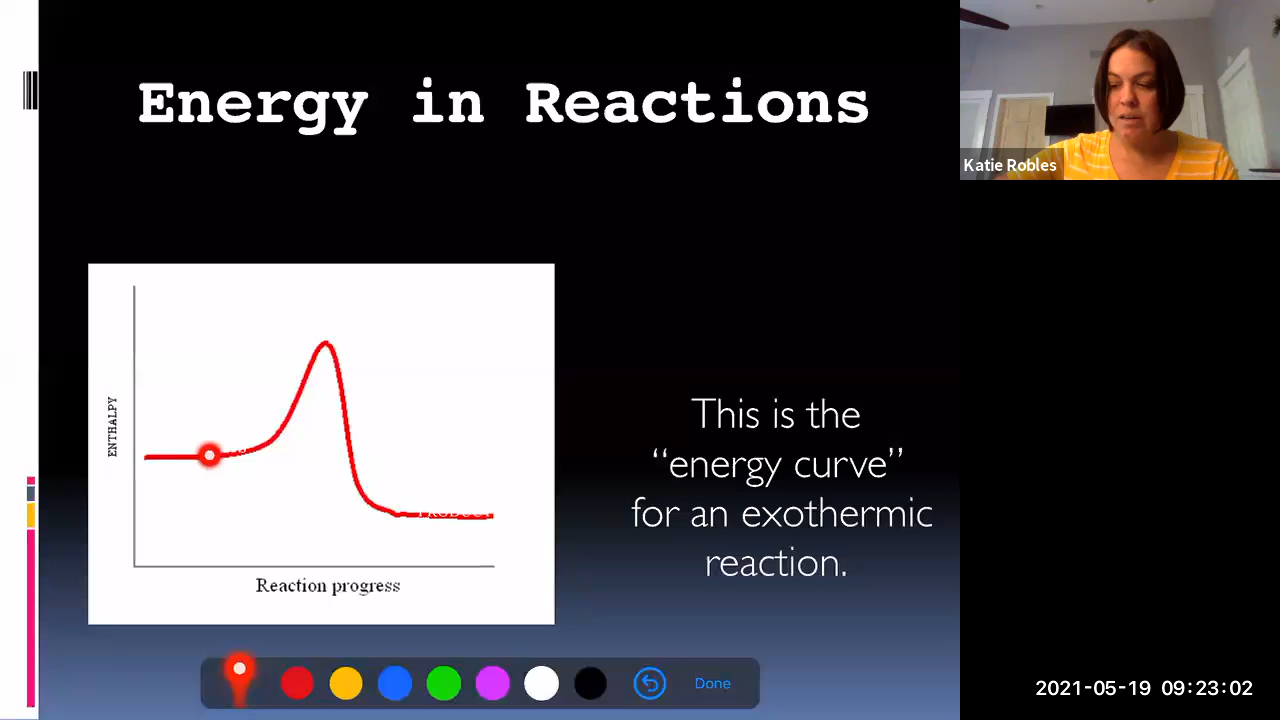 Energy in Reactions
Katie Robles
ENTHALPY
Reaction progress
This is the
“energy curve”
for an exothermic
reaction.
Done
2021-05-19 09:23:02